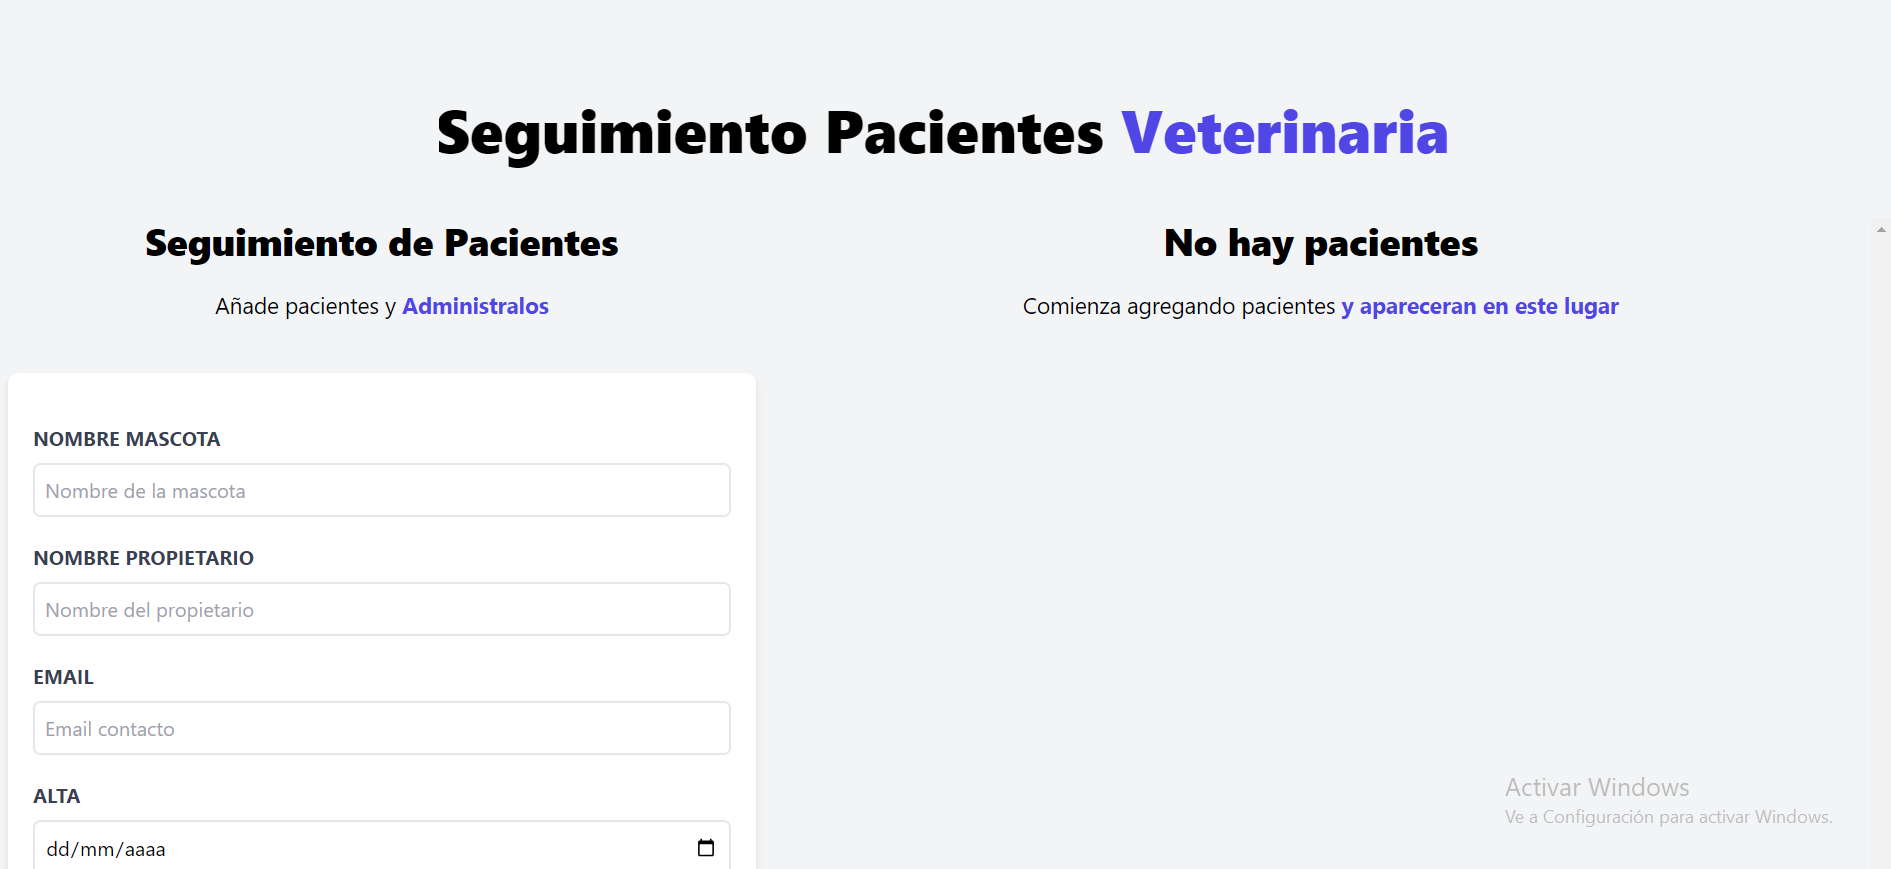 Seguimiento Pacientes Veterinaria
Seguimiento de Pacientes
Añade pacientes y Administralos
NOMBRE MASCOTA
Nombre de la mascota
NOMBRE PROPIETARIO
Nombre del propietario
EMAIL
Email contacto
ALTA
dd/mm/aaaa
No hay pacientes
Comienza agregando pacientes y apareceran en este lugar
Activar Windows
Ve a Configuración para activar Windows.